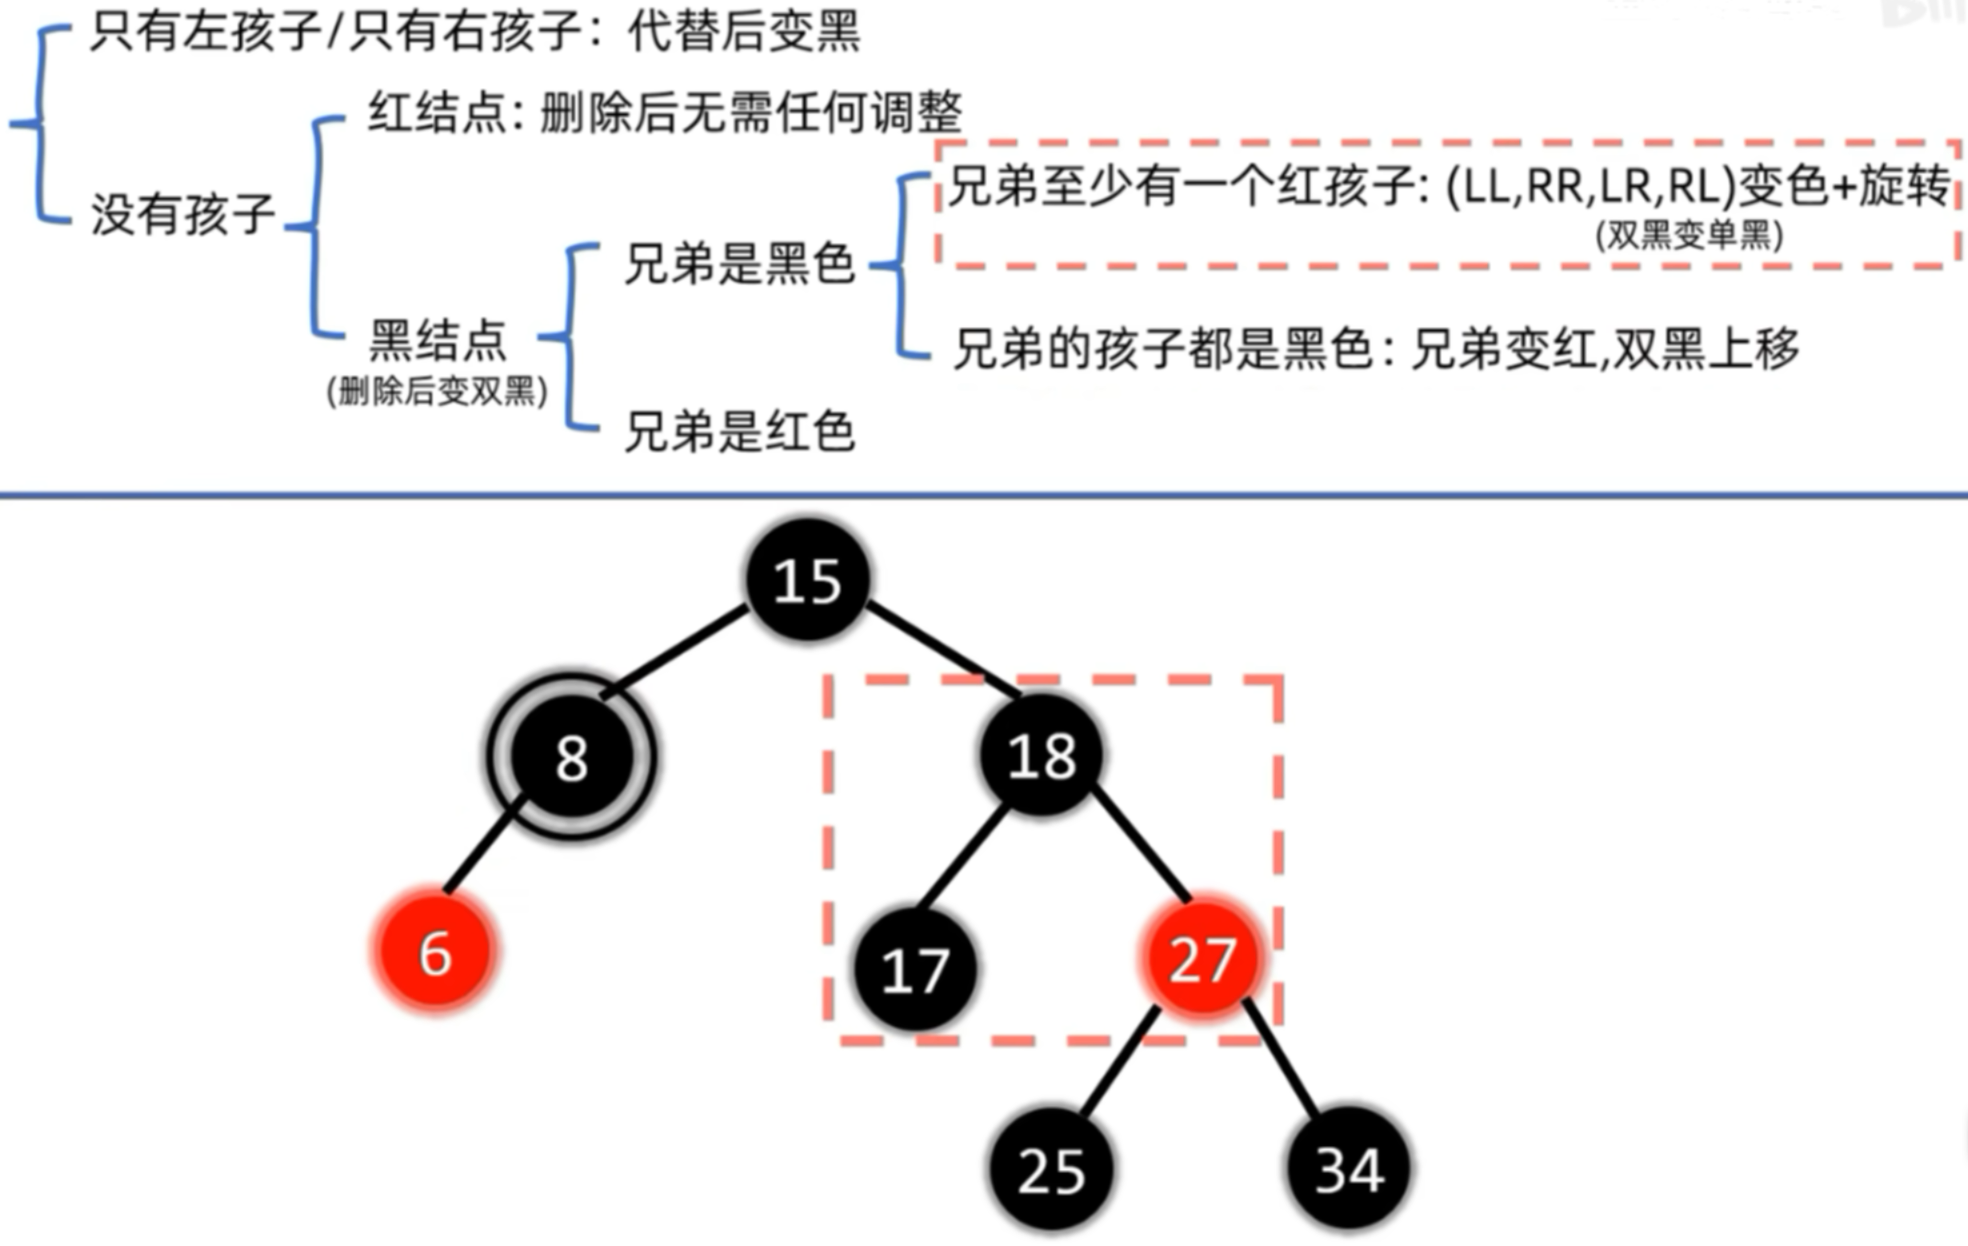 只有左孩子/只有右孩子：代替后变黑
红结点：删除后无需任何调整
兄弟至少有一个红孩子：(LL,RR,LR,RL)变色+旋转
(双黑变单黑)
没有孩子
兄弟是黑色
黑结点
(删除后变双黑)
兄弟的孩子都是黑色：兄弟变红,双黑上移
兄弟是红色
15
8
18
6
17
27
25
34